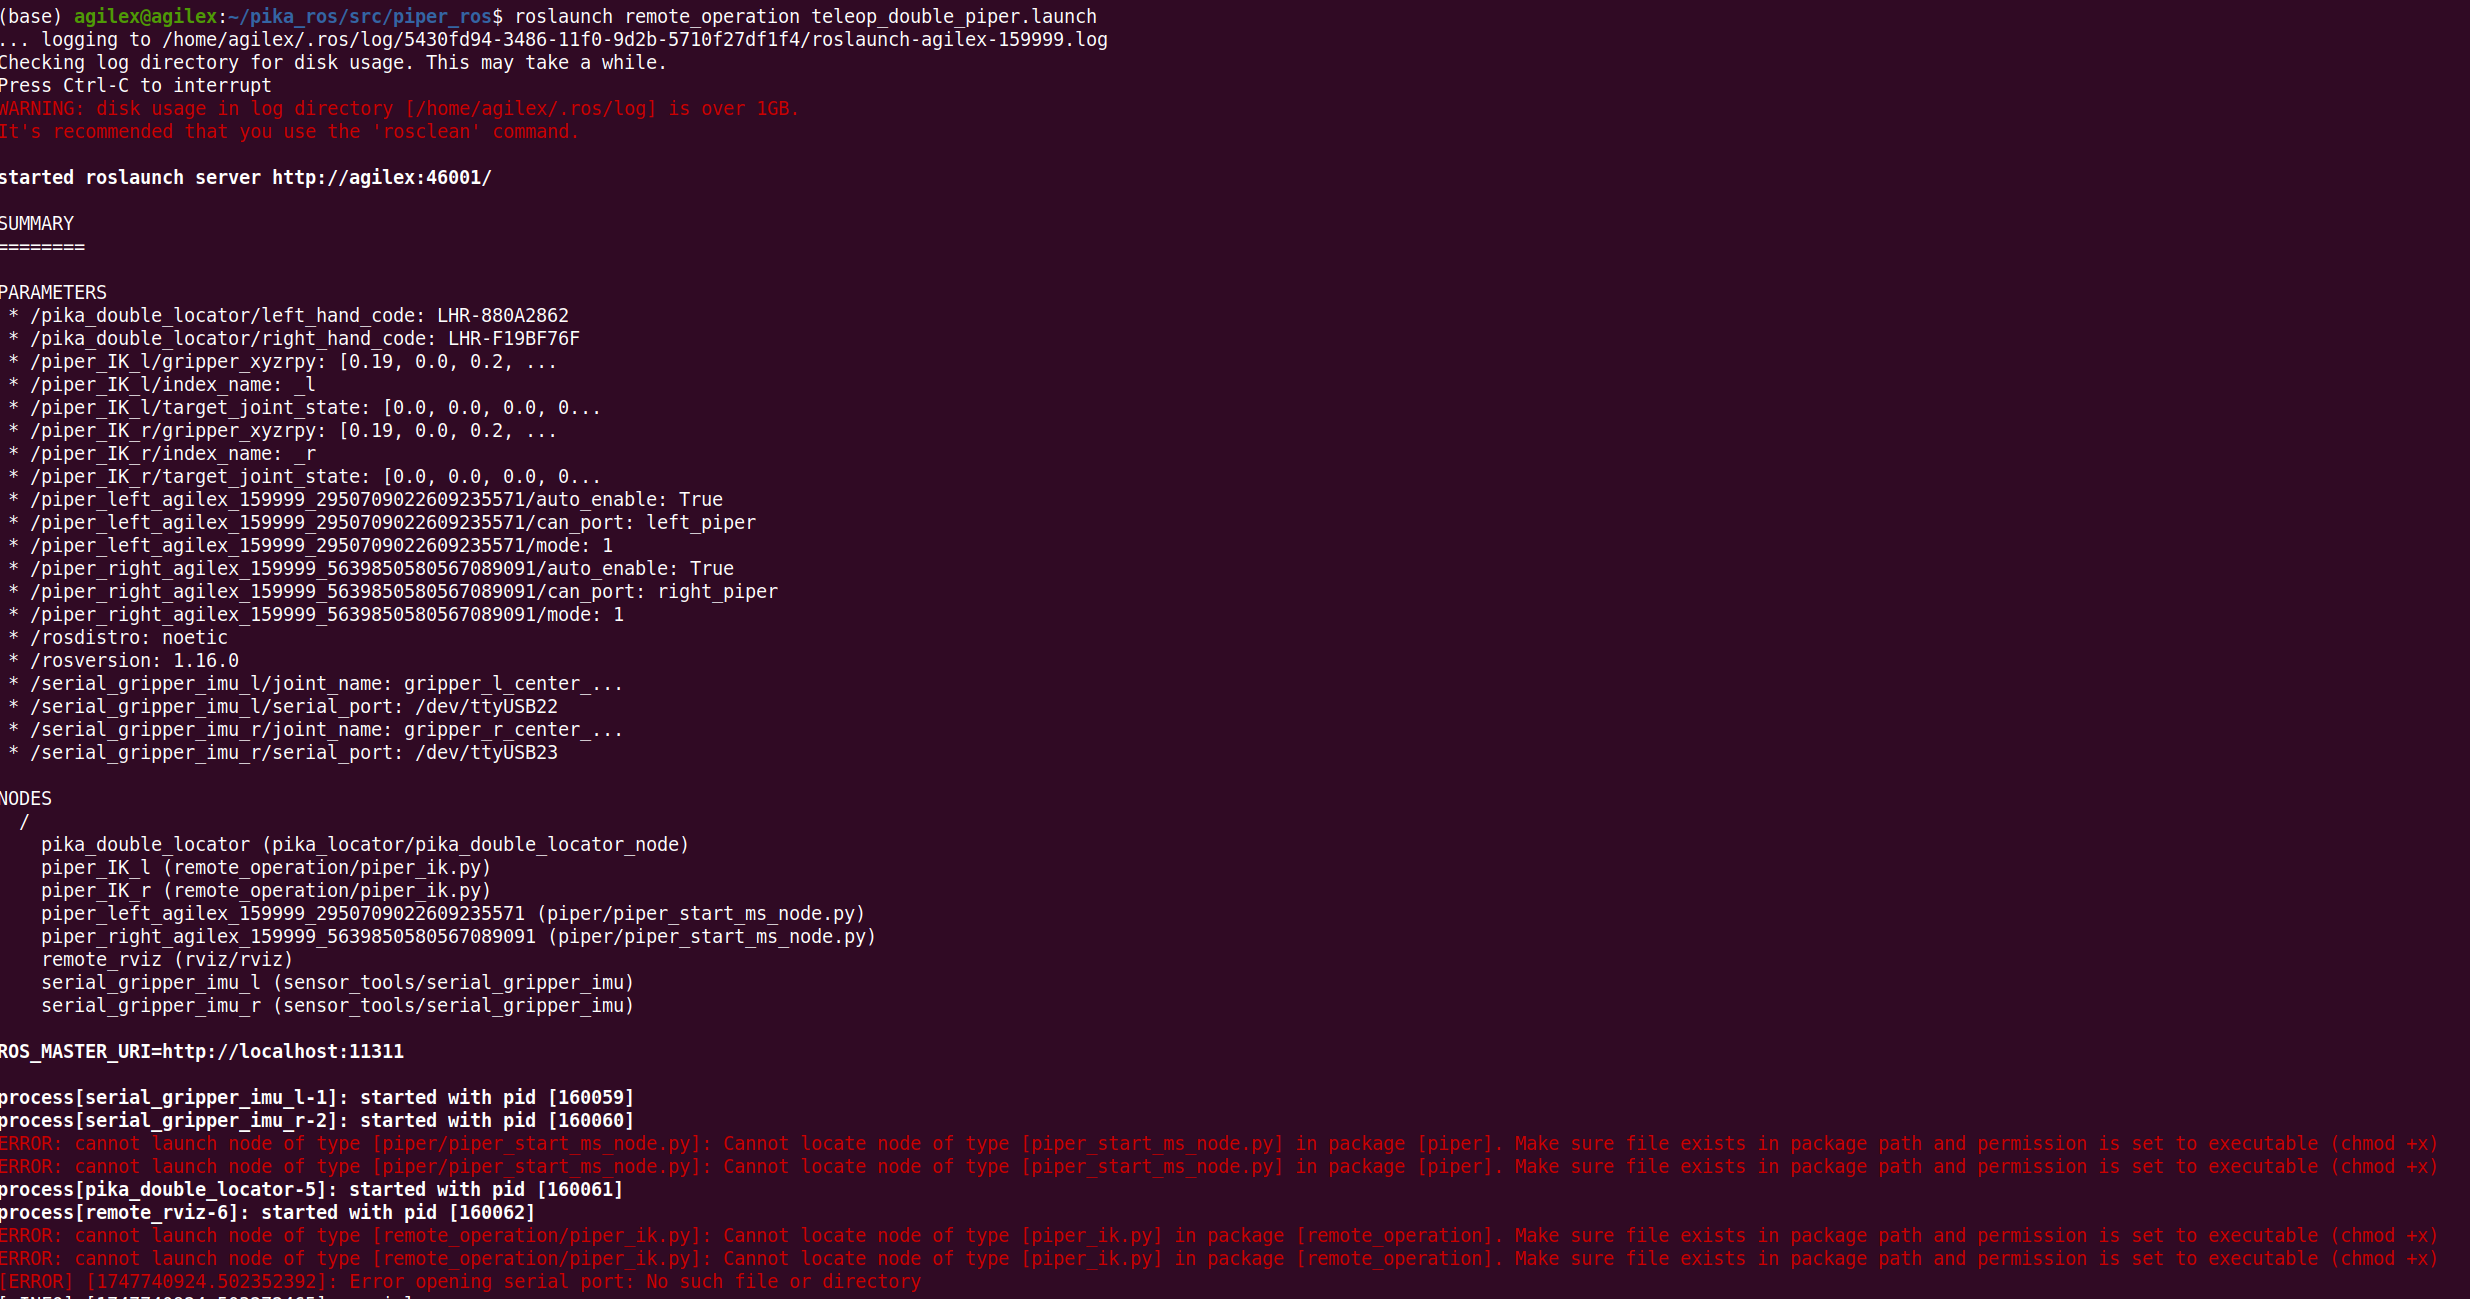 (base) agilex@agilex:~/pika_ros/src/piper_ros$ roslaunch remote_operation teleop_double_piper.launch
... logging to /home/agilex/.ros/log/5430fd94-3486-11f0-9d2b-5710f27df1f4/roslaunch-agilex-159999.log
Checking log directory for disk usage. This may take a while.
Press Ctrl-C to interrupt
WARNING: disk usage in log directory [/home/agilex/.ros/log] is over 1GB.
It's recommended that you use the 'rosclean' command.
started roslaunch server http://agilex:46001/
SUMMARY
========
PARAMETERS
* /pika_double_locator/left_hand_code: LHR-880A2862
* /pika_double_locator/right_hand_code: LHR-F19BF76F
* /piper_IK_l/gripper_xyzrpy: [0.19, 0.0, 0.2, ...
* /piper_IK_l/index_name: _l
* /piper_IK_l/target_joint_state: [0.0, 0.0, 0.0, 0...
* /piper_IK_r/gripper_xyzrpy: [0.19, 0.0, 0.2, ...
* /piper_IK_r/index_name: _r
* /piper_IK_r/target_joint_state: [0.0, 0.0, 0.0, 0...
* /piper_left_agilex_159999_2950709022609235571/auto_enable: True
* /piper_left_agilex_159999_2950709022609235571/can_port: left_piper
* /piper_left_agilex_159999_2950709022609235571/mode: 1
* /piper_right_agilex_159999_5639850580567089091/auto_enable: True
* /piper_right_agilex_159999_5639850580567089091/can_port: right_piper
* /piper_right_agilex_159999_5639850580567089091/mode: 1
* /rosdistro: noetic
* /rosversion: 1.16.0
* /serial_gripper_imu_l/joint_name: gripper_l_center_...
* /serial_gripper_imu_l/serial_port: /dev/ttyUSB22
* /serial_gripper_imu_r/joint_name: gripper_r_center_...
* /serial_gripper_imu_r/serial_port: /dev/ttyUSB23
NODES
/
pika_double_locator (pika_locator/pika_double_locator_node)
piper_IK_l (remote_operation/piper_ik.py)
piper_IK_r (remote_operation/piper_ik.py)
piper_left_agilex_159999_2950709022609235571 (piper/piper_start_ms_node.py)
piper_right_agilex_159999_5639850580567089091 (piper/piper_start_ms_node.py)
remote_rviz (rviz/rviz)
serial_gripper_imu_l (sensor_tools/serial_gripper_imu)
serial_gripper_imu_r (sensor_tools/serial_gripper_imu)
ROS_MASTER_URI=http://localhost:11311
process[serial_gripper_imu_l-1]: started with pid [160059]
process[serial_gripper_imu_r-2]: started with pid [160060]
ERROR: cannot launch node of type [piper/piper_start_ms_node.py]: Cannot locate node of type [piper_start_ms_node.py] in package [piper]. Make sure file exists in package path and permission is set to executable (chmod +x)
ERROR: cannot launch node of type [piper/piper_start_ms_node.py]: Cannot locate node of type [piper_start_ms_node.py] in package [piper]. Make sure file exists in package path and permission is set to executable (chmod +x)
process[pika_double_locator-5]: started with pid [160061]
process[remote_rviz-6]: started with pid [160062]
ERROR: cannot launch node of type [remote_operation/piper_ik.py]: Cannot locate node of type [piper_ik.py] in package [remote_operation]. Make sure file exists in package path and permission is set to executable (chmod +x)
ERROR: cannot launch node of type [remote_operation/piper_ik.py]: Cannot locate node of type [piper_ik.py] in package [remote_operation]. Make sure file exists in package path and permission is set to executable (chmod +x)
[ERROR] [1747740924.502352392]: Error opening serial port: No such file or directory